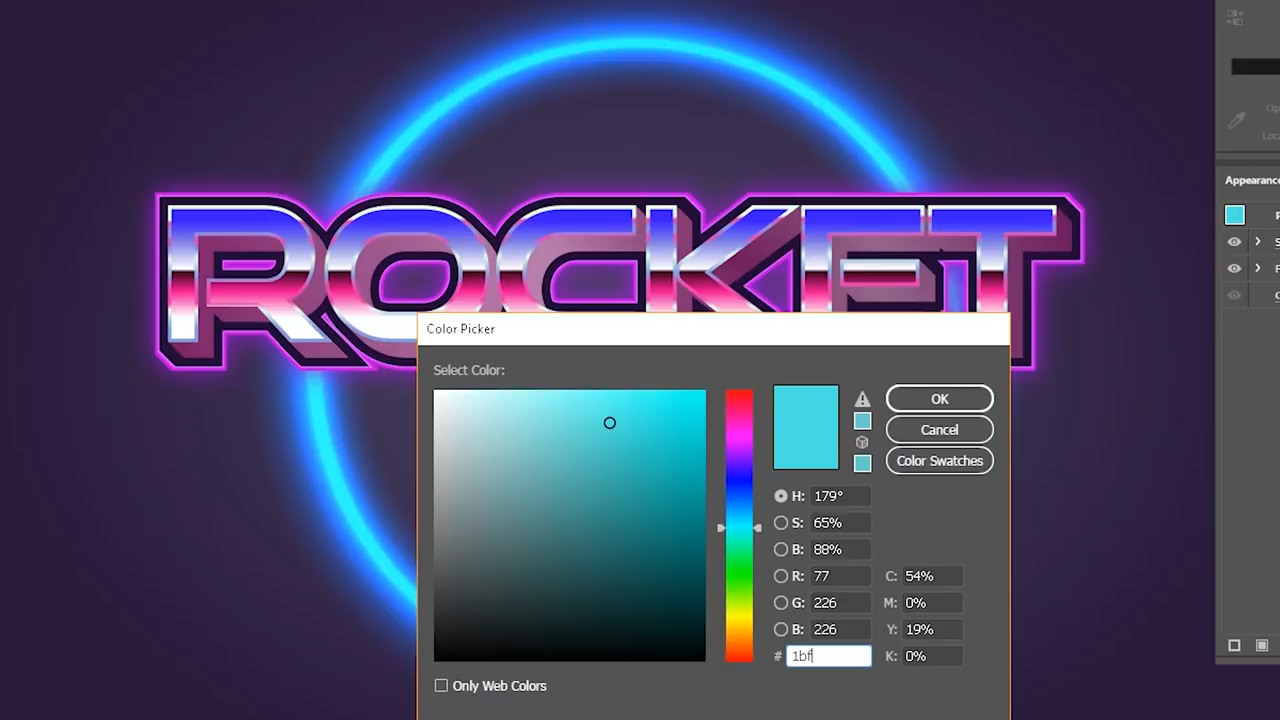 ROCKET
Appearance
Color Picker
Select Color:
OK
Cancel
Color Swatches
H: 179°
S: 65%
B: 88%
R: 77
C: 54%
G: 226
M: 0%
B: 226
Y: 19%
# 1bf
K: 0%
Only Web Colors